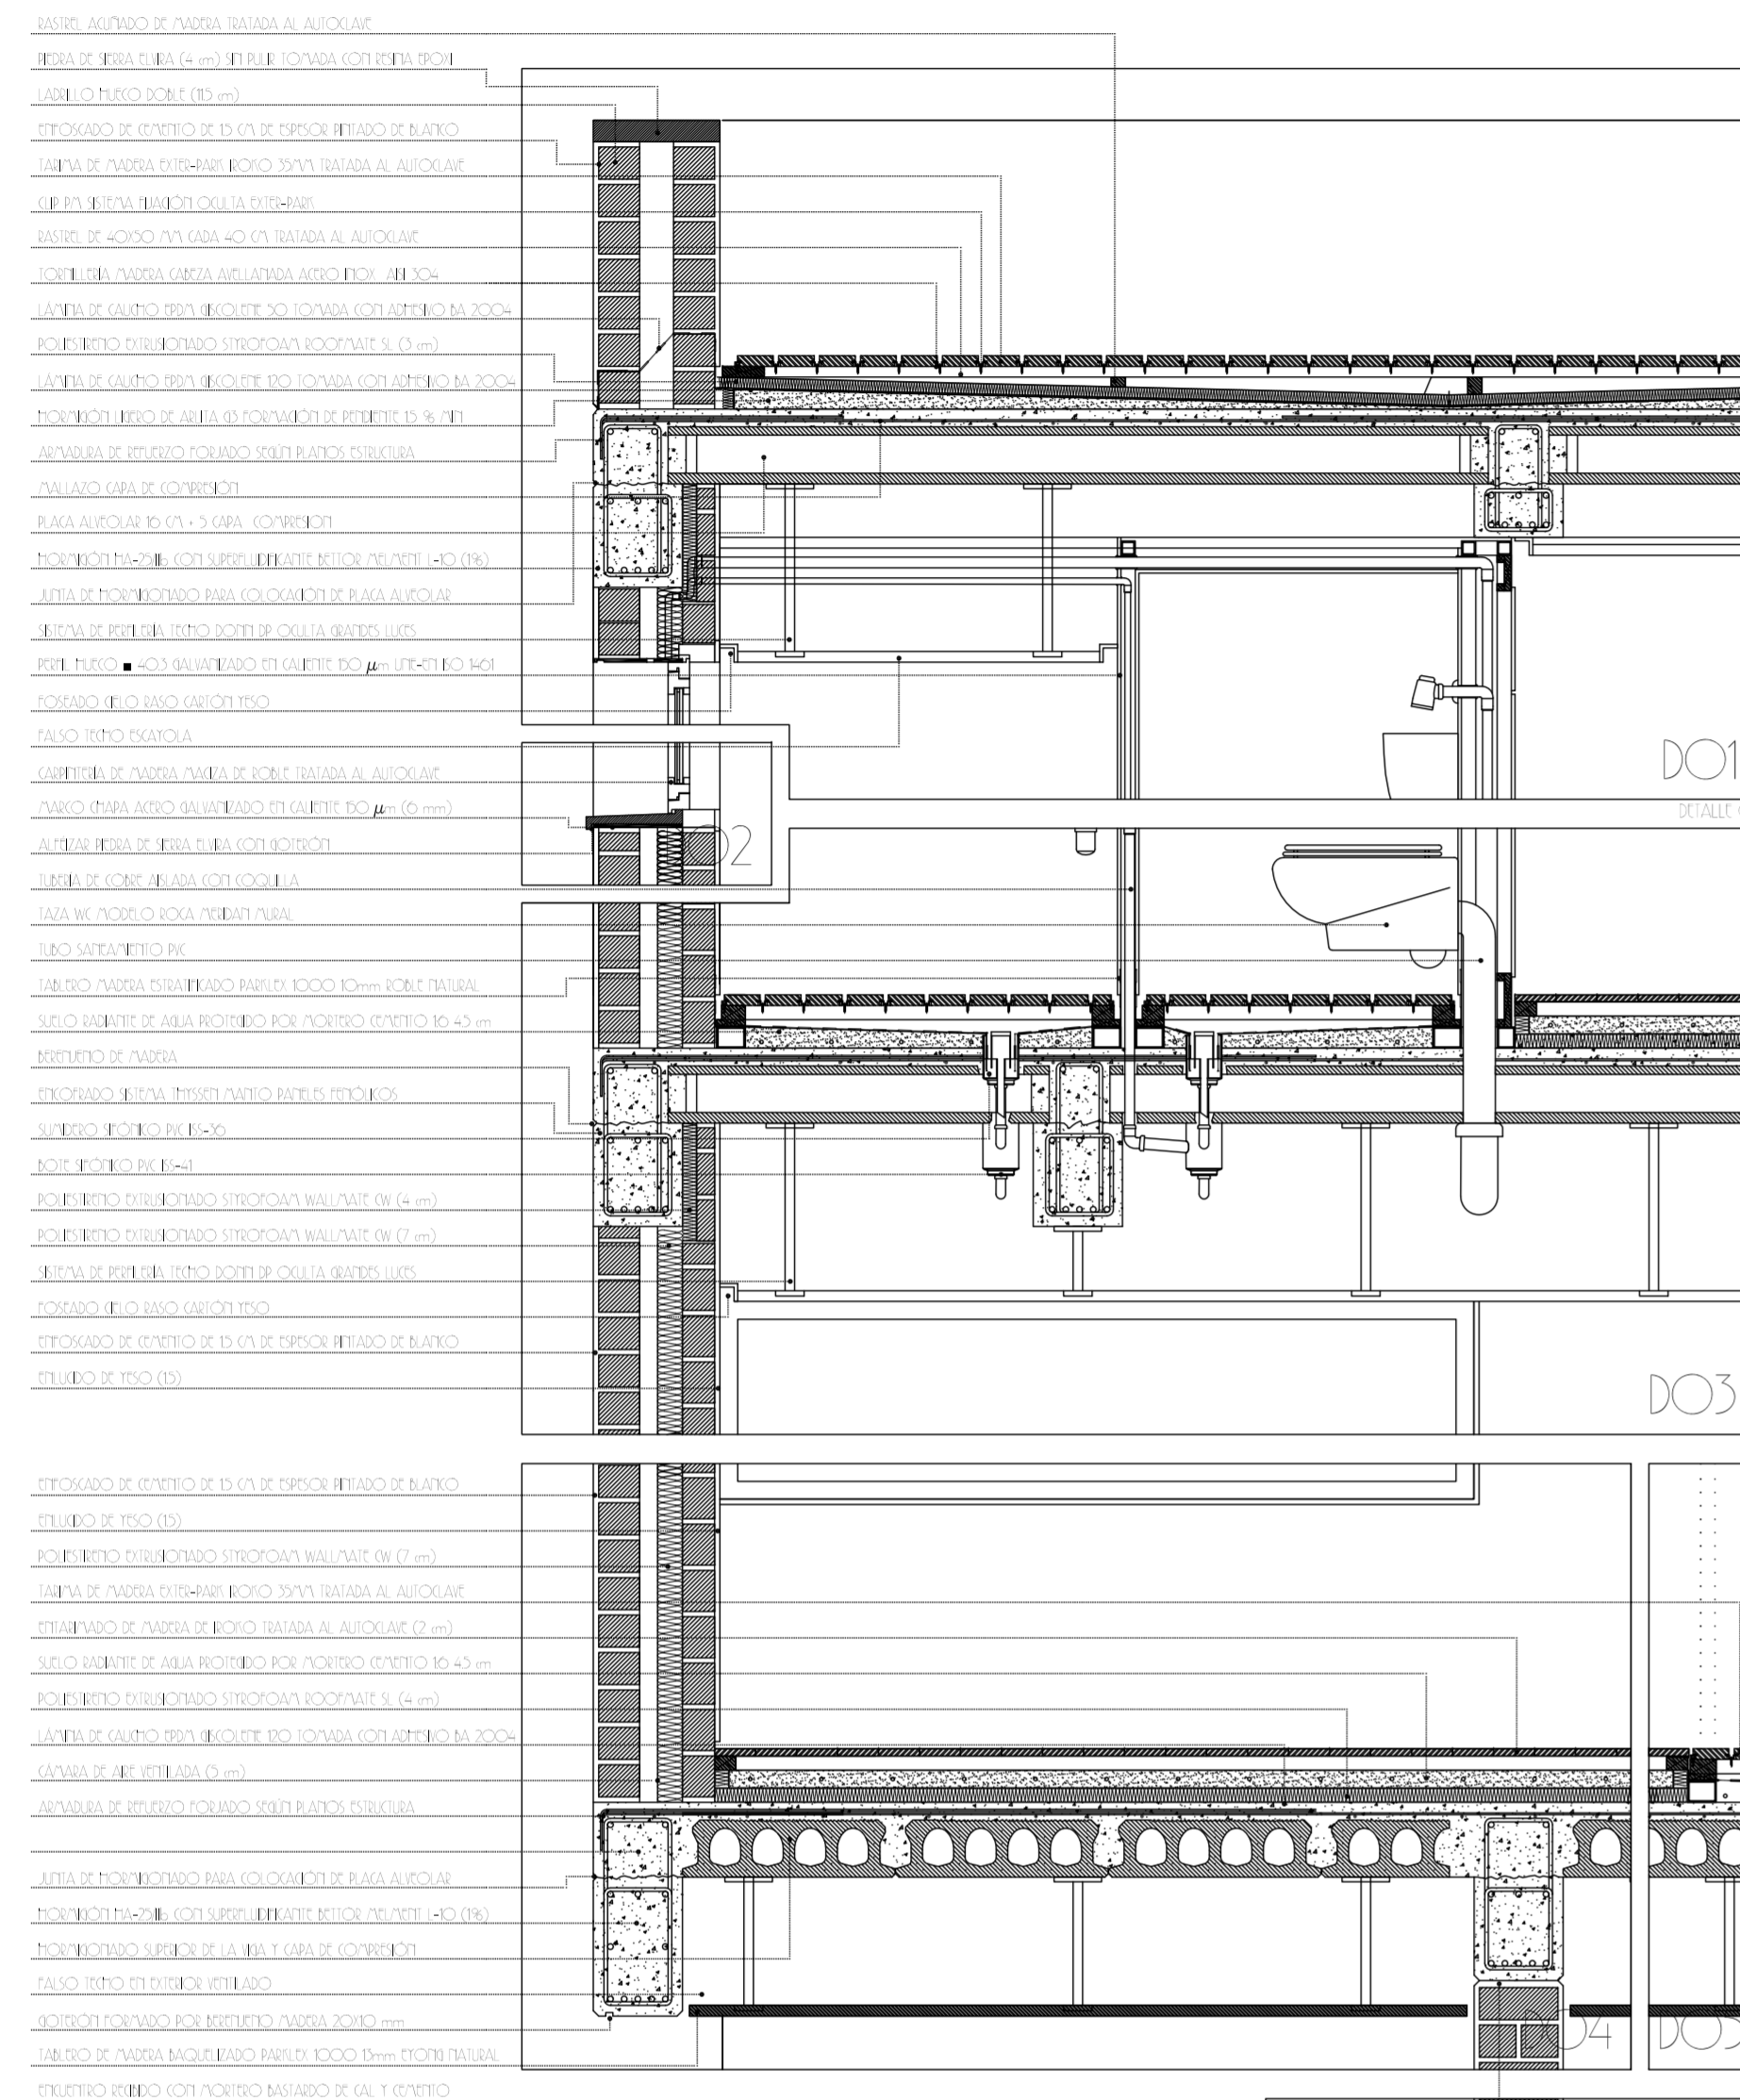 RASTREL ACUÑADO DE MADERA TRATADA AL AUTOCLAVE
PIEDRA DE SIERRA ELVIRA (4 cm) SIN PULIR TOMADA CON RESINA EPOXI
LADRILLO HUECO DOBLE (11.5 cm)
ENFOSCADO DE CEMENTO DE 1.5 CM DE ESPESOR PINTADO DE BLANCO
TARIMA DE MADERA EXTER-PARK IROKO 35MM TRATADA AL AUTOCLAVE
CLIP PM SISTEMA FIJACIÓN OCULTA EXTER-PARK
RASTREL DE 40X50 MM CADA 40 CM TRATADA AL AUTOCLAVE
TORNILLERÍA MADERA CABEZA AVELLANADA ACERO INOX. AISI 304
LÁMINA DE CAUCHO EPDM GISCOLENE 50 TOMADA CON ADHESIVO BA 2004
POLIESTIRENO EXTRUSIONADO STYROFOAM ROOFMATE SL (3 cm)
LÁMINA DE CAUCHO EPDM GISCOLENE 120 TOMADA CON ADHESIVO BA 2004
HORMIGÓN LIGERO DE ARLITA G3 FORMACIÓN DE PENDIENTE 1.5 % MIN
ARMADURA DE REFUERZO FORJADO SEGÚN PLANOS ESTRUCTURA
MALLAZO CAPA DE COMPRESIÓN
PLACA ALVEOLAR 16 CM + 5 CAPA COMPRESION
HORMIGÓN HA-25/IIIb CON SUPERFLUIDIFICANTE BETTOR MELMENT L-10 (1%)
JUNTA DE HORMIGONADO PARA COLOCACIÓN DE PLACA ALVEOLAR
SISTEMA DE PERFILERÍA TECHO DONN DP OCULTA GRANDES LUCES
PERFIL HUECO ■ 40.3 GALVANIZADO EN CALIENTE 150 μm UNE-EN ISO 1461
FOSEADO CIELO RASO CARTÓN YESO
FALSO TECHO ESCAYOLA
CARPINTERÍA DE MADERA MACIZA DE ROBLE TRATADA AL AUTOCLAVE
MARCO CHAPA ACERO GALVANIZADO EN CALIENTE 150 μm (6 mm)
ALFÉIZAR PIEDRA DE SIERRA ELVIRA CON GOTERÓN
TUBERIA DE COBRE AISLADA CON COQUILLA
TAZA WC MODELO ROCA MERIDIAN MURAL
TUBO SANEAMIENTO PVC
TABLERO MADERA ESTRATIFICADO PARKLEX 1000 10mm ROBLE NATURAL
SUELO RADIANTE DE AGUA PROTEGIDO POR MORTERO CEMENTO 1:6 4.5 cm
BERENJENO DE MADERA
ENCOFRADO SISTEMA THYSSEN MANTO PANELES FENÓLICOS
SUMIDERO SIFÓNICO PVC ISS-36
BOTE SIFÓNICO PVC ISS-41
POLIESTIRENO EXTRUSIONADO STYROFOAM WALLMATE CW (4 cm)
POLIESTIRENO EXTRUSIONADO STYROFOAM WALLMATE CW (7 cm)
SISTEMA DE PERFILERÍA TECHO DONN DP OCULTA GRANDES LUCES
FOSEADO CIELO RASO CARTÓN YESO
ENFOSCADO DE CEMENTO DE 1.5 CM DE ESPESOR PINTADO DE BLANCO
ENLUCIDO DE YESO (1.5)
ENFOSCADO DE CEMENTO DE 1.5 CM DE ESPESOR PINTADO DE BLANCO
ENLUCIDO DE YESO (1.5)
POLIESTIRENO EXTRUSIONADO STYROFOAM WALLMATE CW (7 cm)
TARIMA DE MADERA EXTER-PARK IROKO 35MM TRATADA AL AUTOCLAVE
ENTARIMADO DE MADERA DE IROKO TRATADA AL AUTOCLAVE (2 cm)
SUELO RADIANTE DE AGUA PROTEGIDO POR MORTERO CEMENTO 1:6 4.5 cm
POLIESTIRENO EXTRUSIONADO STYROFOAM ROOFMATE SL (4 cm)
LÁMINA DE CAUCHO EPDM GISCOLENE 120 TOMADA CON ADHESIVO BA 2004
CÁMARA DE AIRE VENTILADA (5 cm)
ARMADURA DE REFUERZO FORJADO SEGÚN PLANOS ESTRUCTURA
JUNTA DE HORMIGONADO PARA COLOCACIÓN DE PLACA ALVEOLAR
HORMIGÓN HA-25/IIIb CON SUPERFLUIDIFICANTE BETTOR MELMENT L-10 (1%)
HORMIGONADO SUPERIOR DE LA VIGA Y CAPA DE COMPRESIÓN
FALSO TECHO EN EXTERIOR VENTILADO
GOTERÓN FORMADO POR BERENJENO MADERA 20X10 mm
TABLERO DE MADERA BAQUELIZADO PARKLEX 1000 13mm EYONG NATURAL
ENCUENTRO RECIBIDO CON MORTERO BASTARDO DE CAL Y CEMENTO
D01
DETALLE
D02
D03
D04
D05